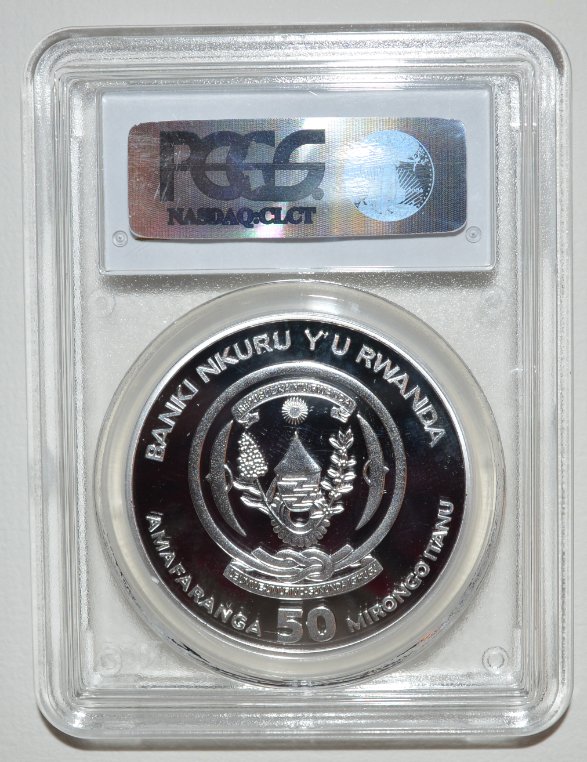 PCGS
NASDAQ:CLCT
BANKI NKURU Y'U RWANDA
AMAFARANGA 50 MIRONGO ITANU